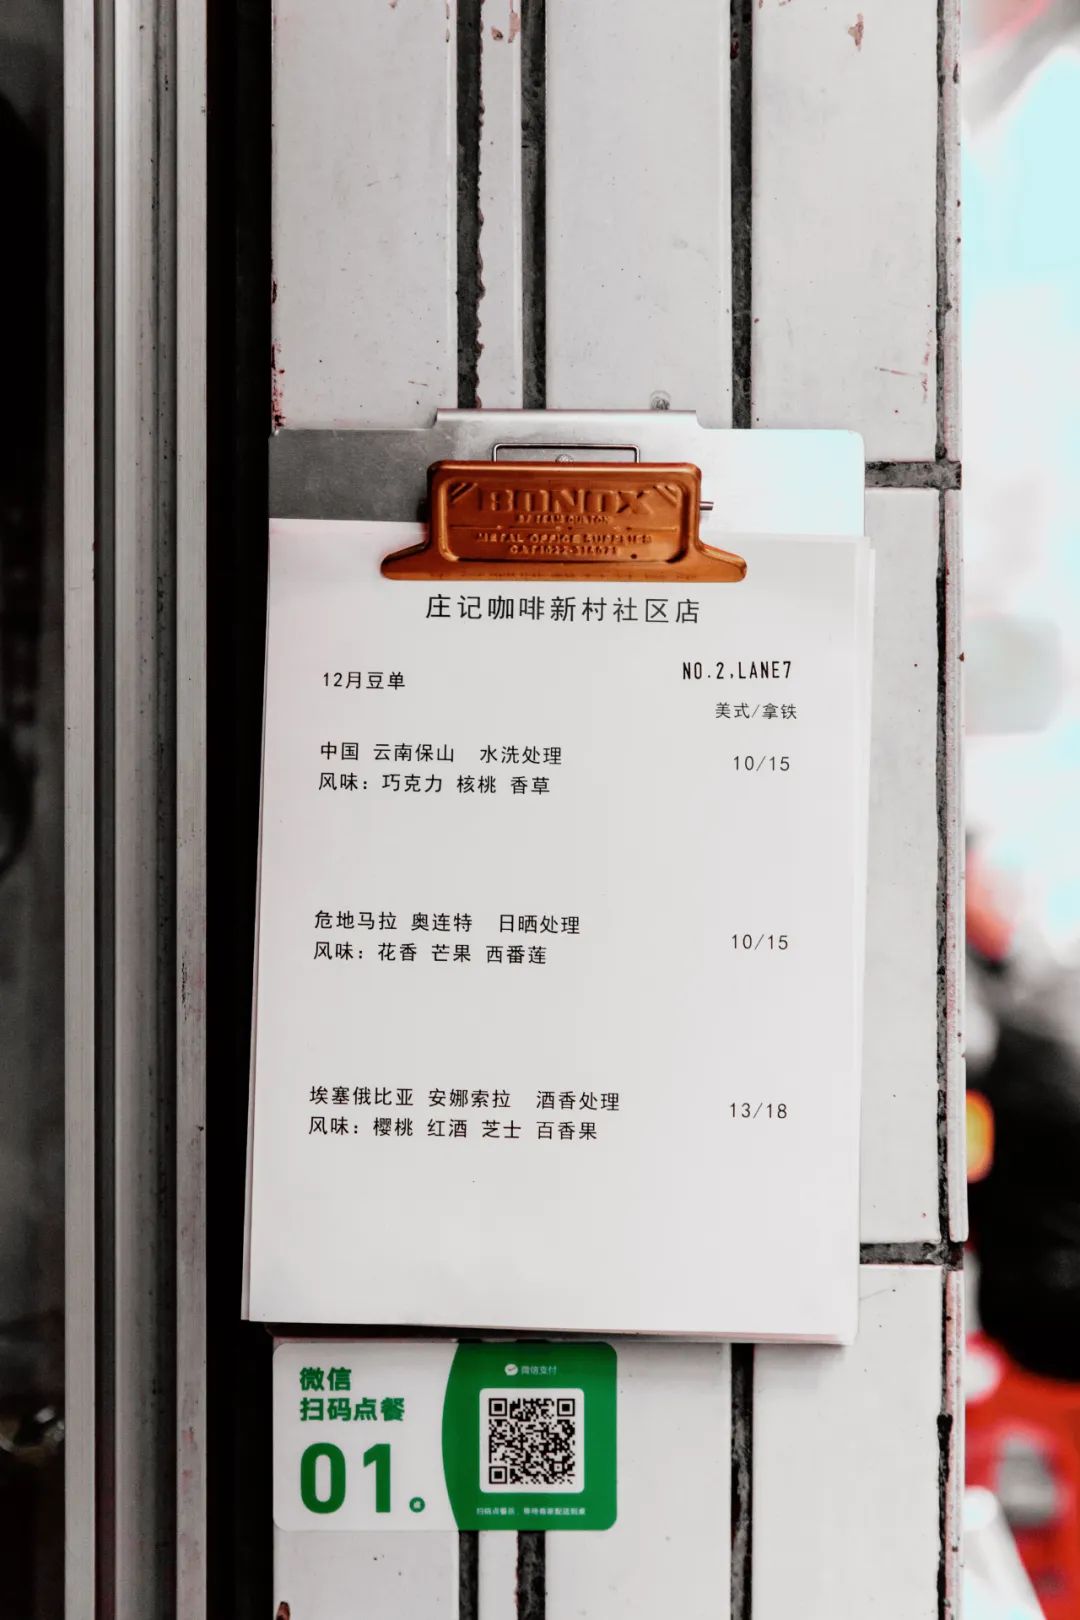 BONOX
METAL OFFICE SUPPLIES
庄记咖啡新村社区店
12月豆单
NO.2,LANE7
美式/拿铁
中国 云南保山 水洗处理
10/15
风味：巧克力 核桃 香草
危地马拉 奥连特 日晒处理
10/15
风味：花香 芒果 西番莲
埃塞俄比亚 安娜索拉 酒香处理
13/18
风味：樱桃 红酒 芝士 百香果
微信支付
微信
扫码点餐
01